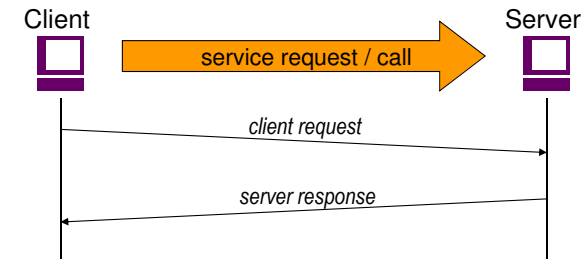 Client
Server
service request / call
client request
server response